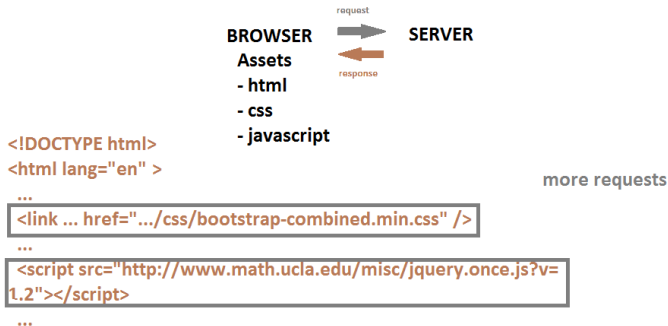 request
BROWSER
SERVER
Assets
response
- html
- css
- javascript
<!DOCTYPE html>
<html lang="en" >
more requests
...
<link ... href=".../css/bootstrap-combined.min.css" />
...
<script src="http://www.math.ucla.edu/misc/jquery.once.js?v=
1.2"></script>
...